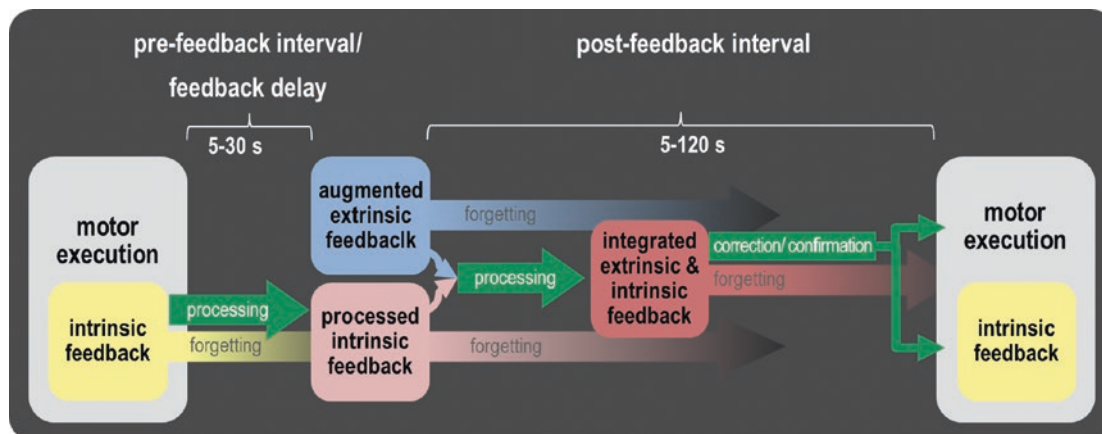 pre-feedback interval/
feedback delay
post-feedback interval
5-30 s
5-120 s
motor
execution
intrinsic
feedback
processing
forgetting
augmented
extrinsic
feedbaclk
processed
intrinsic
feedback
forgetting
processing
forgetting
integrated
extrinsic &
intrinsic
feedback
correction/ confirmation
forgetting
motor
execution
intrinsic
feedback